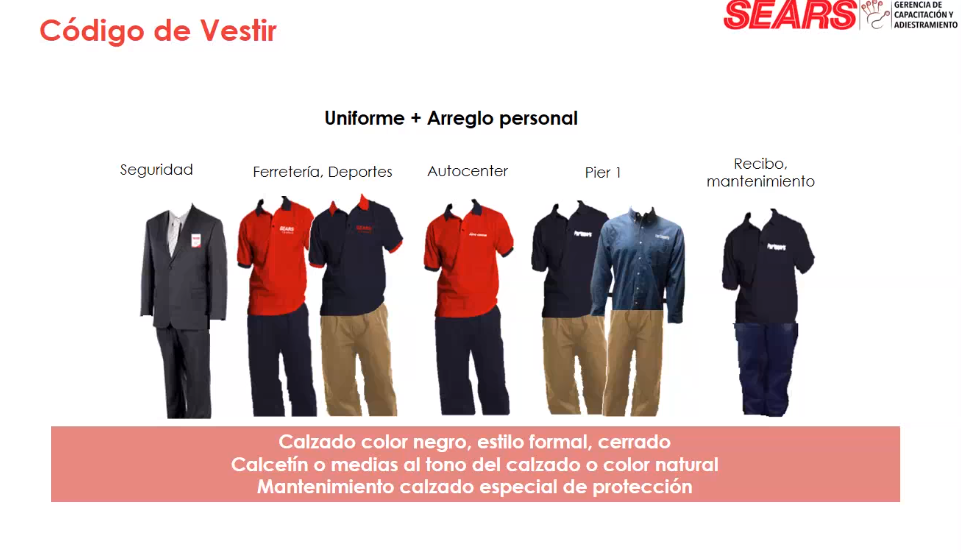 SEARS
GERENCIA DE
CAPACITACIÓN Y
ADIESTRAMIENTO
Código de Vestir
Uniforme + Arreglo personal
Seguridad
Ferretería, Deportes
Autocenter
Pier 1
Recibo,
mantenimiento
SEARS
SEARS
Calzado color negro, estilo formal, cerrado
Calcetín o medias al tono del calzado o color natural
Mantenimiento calzado especial de protección